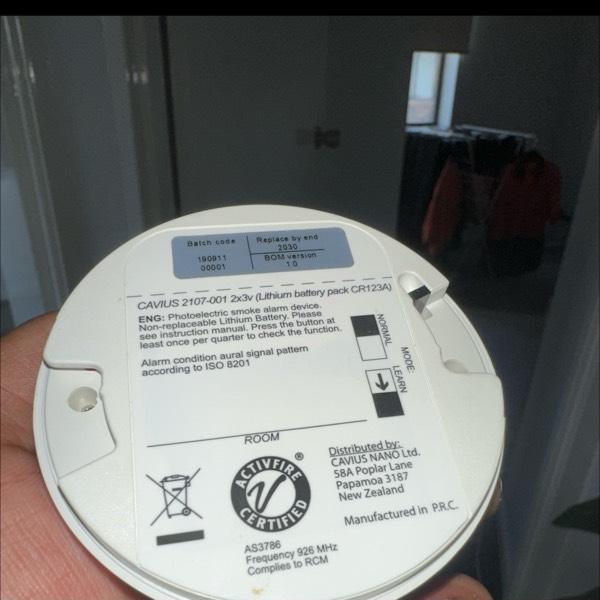 Batch code
190911
00001
Replace by end
2030
BOM version
1.0
CAVIUS 2107-001 2x3v (Lithium battery pack CR123A)
ENG: Photoelectric smoke alarm device.
Non-replaceable Lithium Battery. Please
see instruction manual. Press the button at
least once per quarter to check the function.
Alarm condition aural signal pattern
according to ISO 8201
NORMAL
MODE:
LEARN
ROOM
ACTIVFIRE
®
CERTIFIED
Distributed by:
CAVIUS NANO Ltd.
58A Poplar Lane
Papamoa 3187
New Zealand
Manufactured in P.R.C.
AS3786
Frequency 926 MHz
Complies to RCM